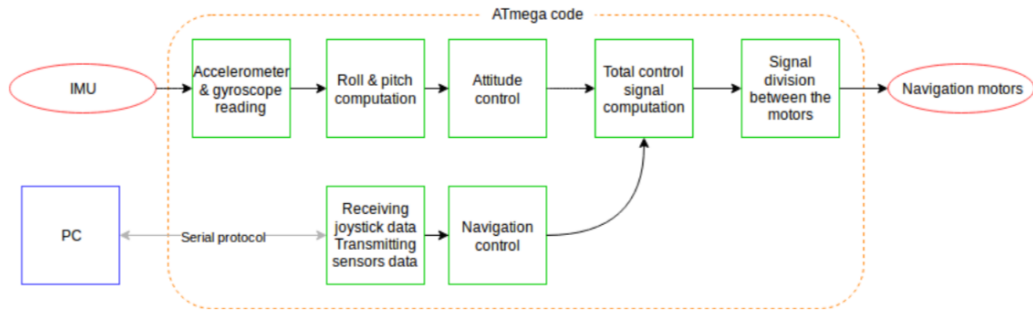 ATmega code
IMU
Accelerometer
& gyroscope
reading
Roll & pitch
computation
Attitude
control
Total control
signal
computation
Signal
division
between the
motors
Navigation motors
PC
Serial protocol
Receiving
joystick data
Transmitting
sensors data
Navigation
control